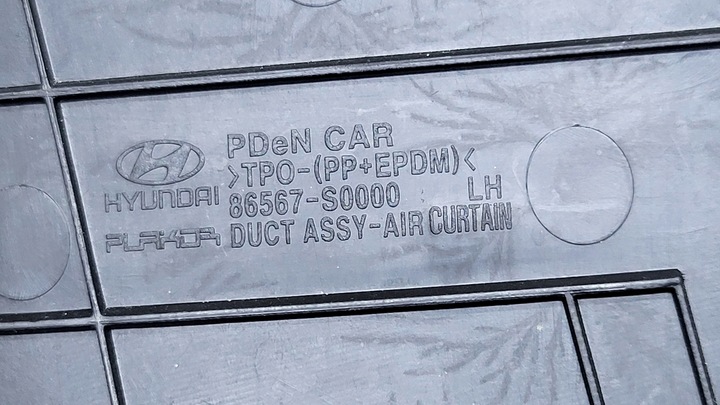 PDeN CAR
>TPO-(PP+EPDM)<
HYUNDAI 86567-S0000 LH
PLAKOR DUCT ASSY-AIR CURTAIN